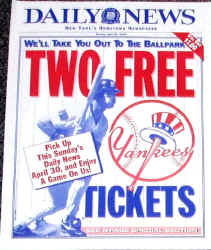 DAILY NEWS
NEW YORK'S HOMETOWN NEWSPAPER
WE'LL TAKE YOU OUT TO THE BALLPARK
TWO FREE
Pick Up
This Sunday's
Daily News
April 30, and Enjoy
A Game On Us!
Yankees
TICKETS